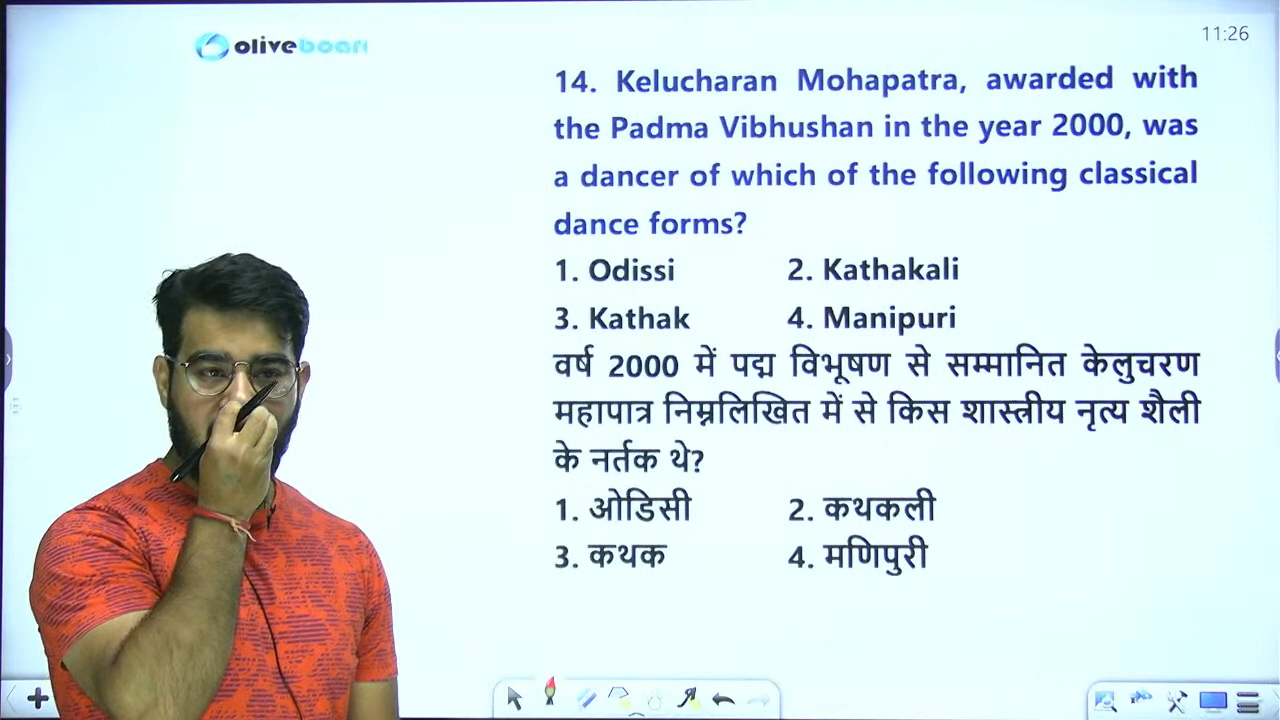 oliveboard
11:26
14. Kelucharan Mohapatra, awarded with
the Padma Vibhushan in the year 2000, was
a dancer of which of the following classical
dance forms?
1. Odissi 2. Kathakali
3. Kathak 4. Manipuri
वर्ष 2000 में पद्म विभूषण से सम्मानित केलुचरण
महापात्र निम्नलिखित में से किस शास्त्रीय नृत्य शैली
के नर्तक थे?
1. ओडिसी 2. कथकली
3. कथक 4. मणिपुरी